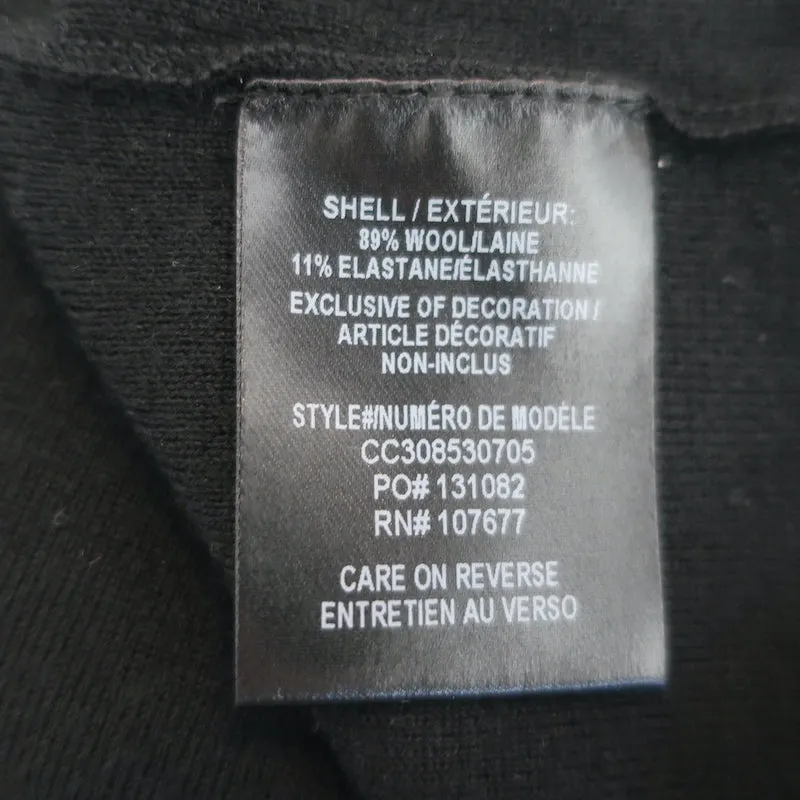 SHELL / EXTÉRIEUR:
89% WOOL/LAINE
11% ELASTANE/ÉLASTHANNE
EXCLUSIVE OF DECORATION /
ARTICLE DÉCORATIF
NON-INCLUS
STYLE#/NUMÉRO DE MODÈLE
CC308530705
PO# 131082
RN# 107677
CARE ON REVERSE
ENTRETIEN AU VERSO